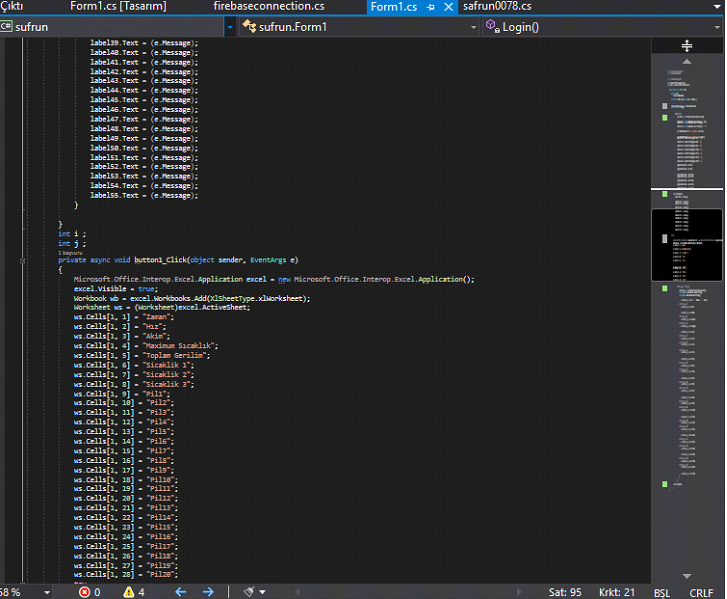 Çıktı Form1.cs [Tasarım] firebaseconnection.cs Form1.cs safrun0078.cs
C# sufrun sufrun.Form1 Login()
label39.Text = (e.Message);
label40.Text = (e.Message);
label41.Text = (e.Message);
label42.Text = (e.Message);
label43.Text = (e.Message);
label44.Text = (e.Message);
label45.Text = (e.Message);
label46.Text = (e.Message);
label47.Text = (e.Message);
label48.Text = (e.Message);
label49.Text = (e.Message);
label50.Text = (e.Message);
label51.Text = (e.Message);
label52.Text = (e.Message);
label53.Text = (e.Message);
label54.Text = (e.Message);
label55.Text = (e.Message);
}
}
int i ;
int j ;
1 başvuru
private async void button1_Click(object sender, EventArgs e)
{
Microsoft.Office.Interop.Excel.Application excel = new Microsoft.Office.Interop.Excel.Application();
excel.Visible = true;
Workbook wb = excel.Workbooks.Add(XlSheetType.xlWorksheet);
Worksheet ws = (Worksheet)excel.ActiveSheet;
ws.Cells[1, 1] = "Zaman";
ws.Cells[1, 2] = "Hız";
ws.Cells[1, 3] = "Akim";
ws.Cells[1, 4] = "Maximum Sıcaklık";
ws.Cells[1, 5] = "Toplam Gerilim";
ws.Cells[1, 6] = "Sicaklik 1";
ws.Cells[1, 7] = "Sicaklik 2";
ws.Cells[1, 8] = "Sicaklik 3";
ws.Cells[1, 9] = "Pil1";
ws.Cells[1, 10] = "Pil2";
ws.Cells[1, 11] = "Pil3";
ws.Cells[1, 12] = "Pil4";
ws.Cells[1, 13] = "Pil5";
ws.Cells[1, 14] = "Pil6";
ws.Cells[1, 15] = "Pil7";
ws.Cells[1, 16] = "Pil8";
ws.Cells[1, 17] = "Pil9";
ws.Cells[1, 18] = "Pil10";
ws.Cells[1, 19] = "Pil11";
ws.Cells[1, 20] = "Pil12";
ws.Cells[1, 21] = "Pil13";
ws.Cells[1, 22] = "Pil14";
ws.Cells[1, 23] = "Pil15";
ws.Cells[1, 24] = "Pil16";
ws.Cells[1, 25] = "Pil17";
ws.Cells[1, 26] = "Pil18";
ws.Cells[1, 27] = "Pil19";
ws.Cells[1, 28] = "Pil20";
58 % 0 4 Sat: 95 Krkt: 21 BŞL CRLF